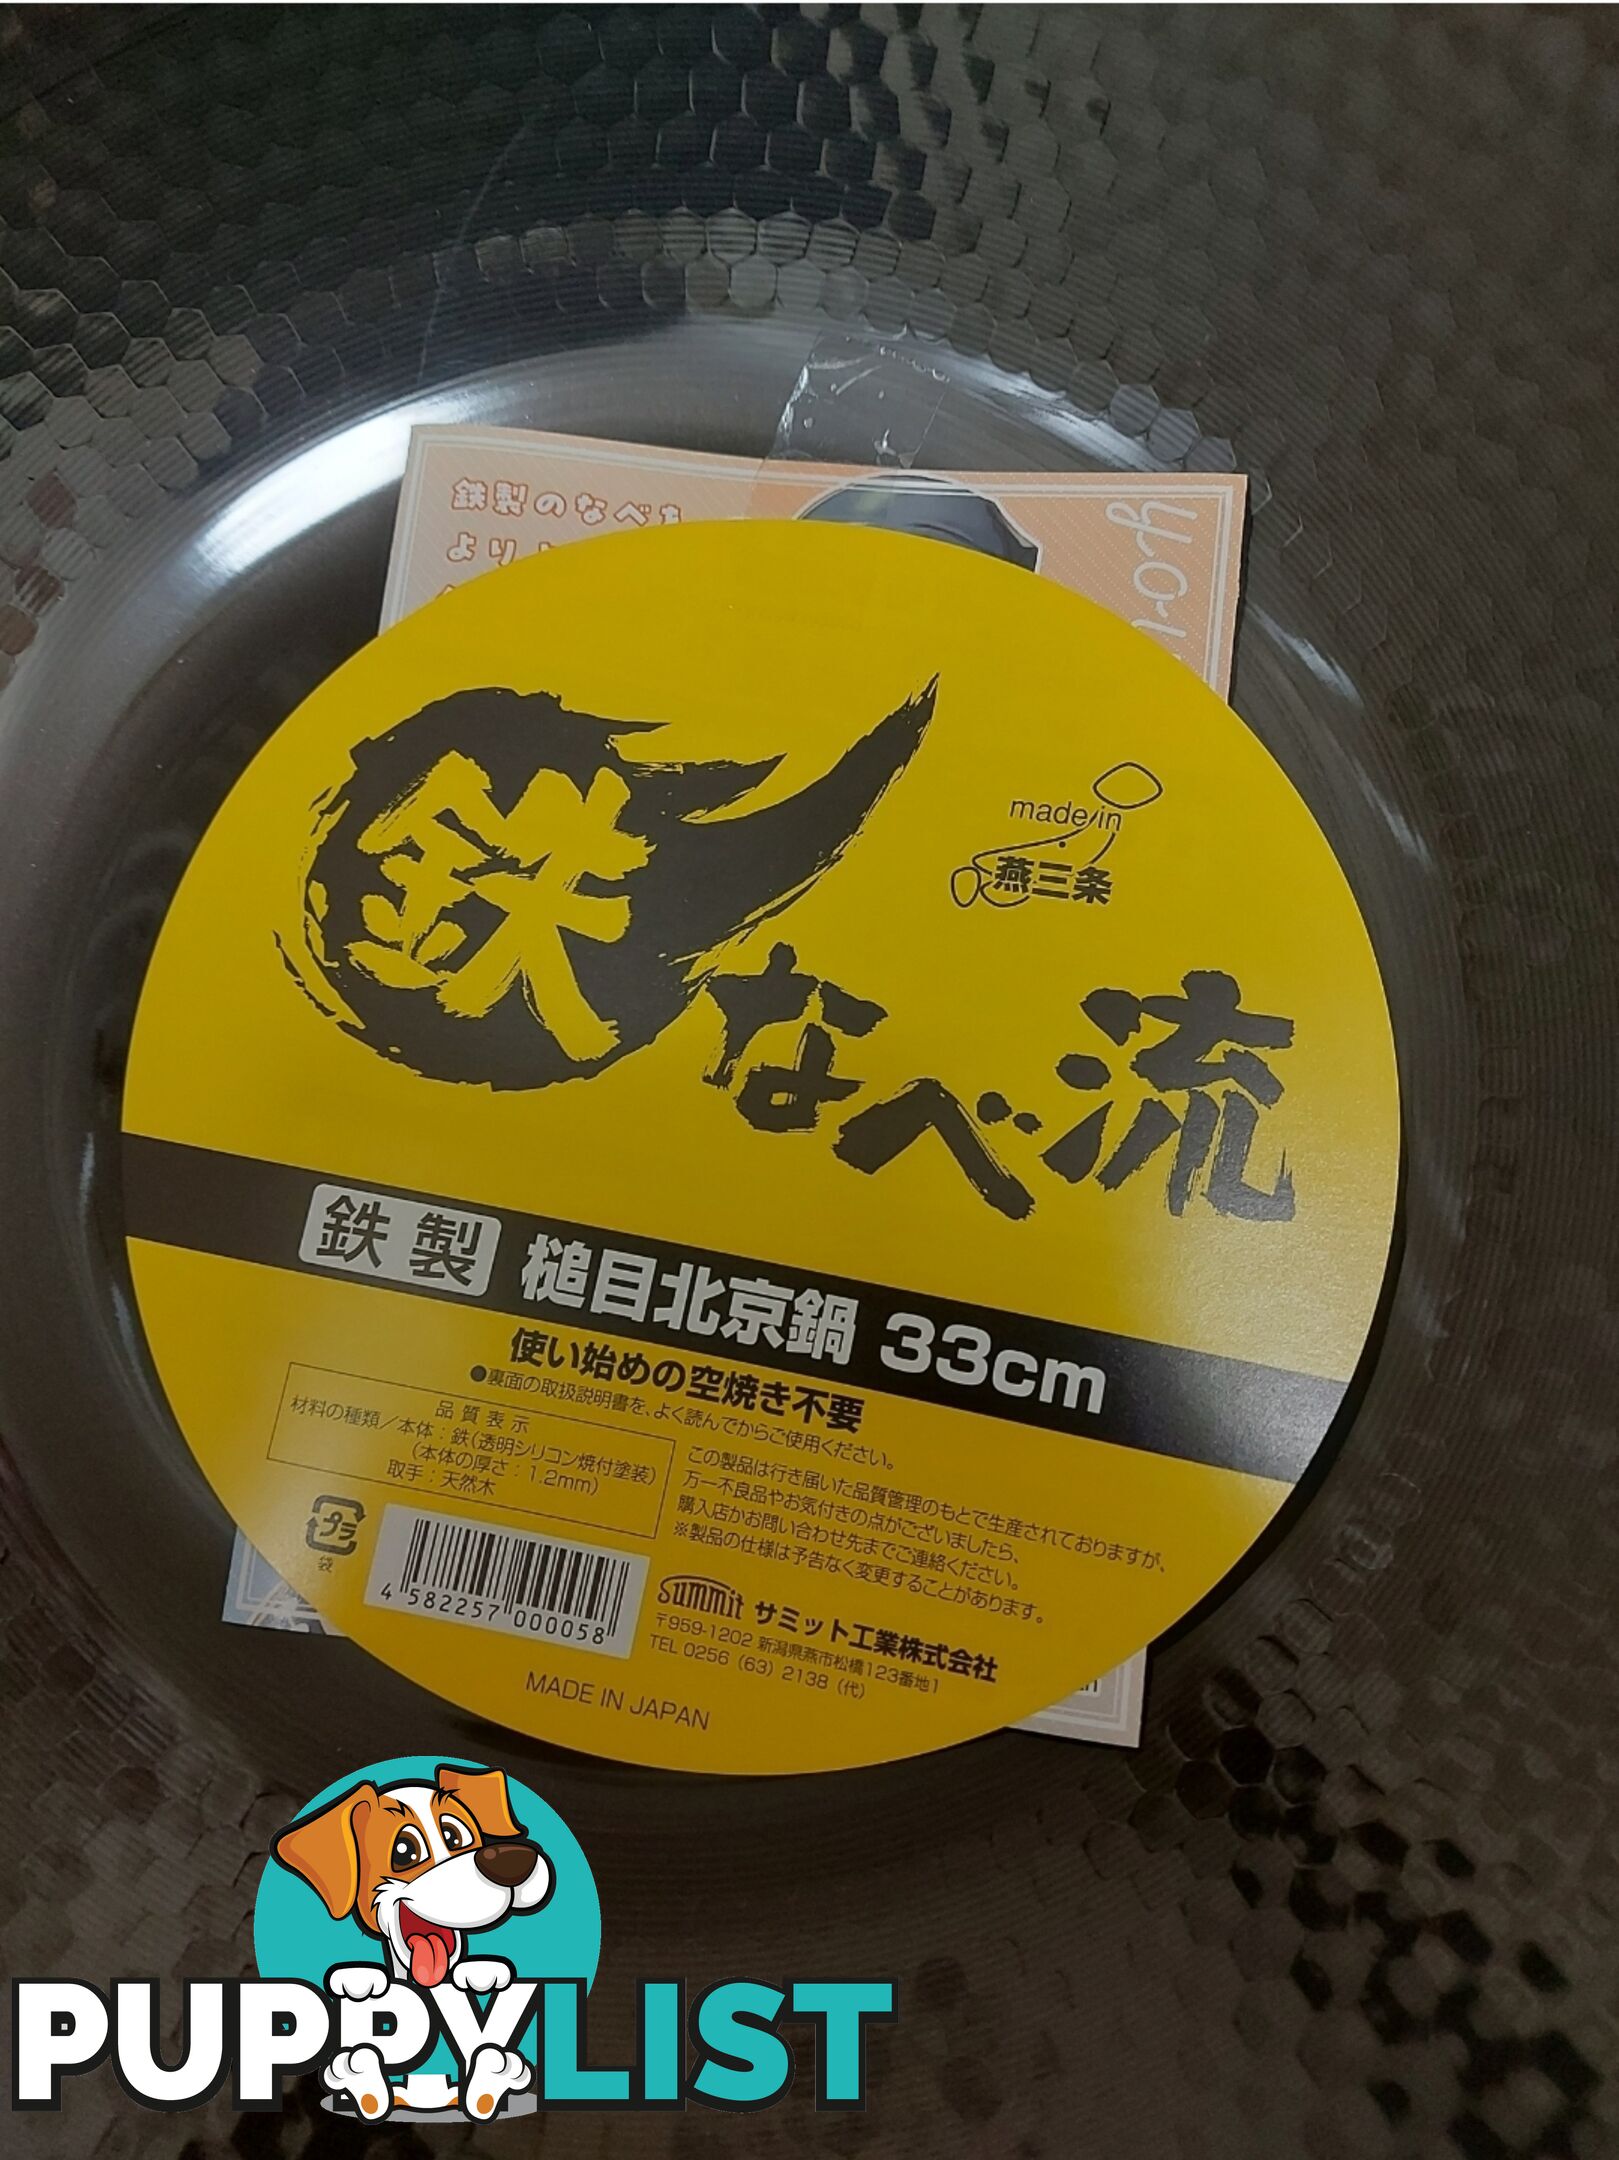 鉄製のなべを
より
yo
made in
燕三条
鉄
なべ流
鉄製 槌目北京鍋 33cm
使い始めの空焼き不要
●裏面の取扱説明書を、よく読んでからご使用ください。
品質表示
材料の種類／本体：鉄(透明シリコン焼付塗装)
(本体の厚さ：1.2mm)
取手：天然木
この製品は行き届いた品質管理のもとで生産されておりますが、
万一不良品やお気付きの点がございましたら、
購入店かお問い合わせ先までご連絡ください。
※製品の仕様は予告なく変更することがあります。
プラ
袋
4 582257 000058
summit サミット工業株式会社
〒959-1202 新潟県燕市松橋123番地1
TEL 0256 (63) 2138 (代)
MADE IN JAPAN
PUPPYLIST